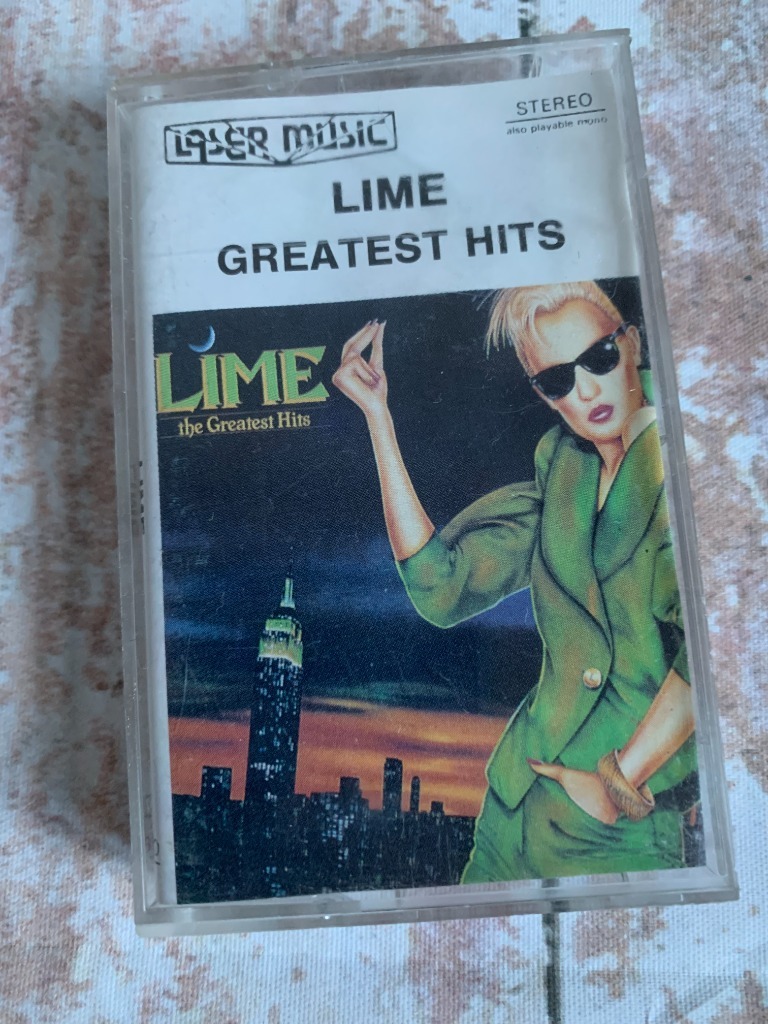 LASER MUSIC
STEREO
also playable mono
LIME
GREATEST HITS
LIME
the Greatest Hits